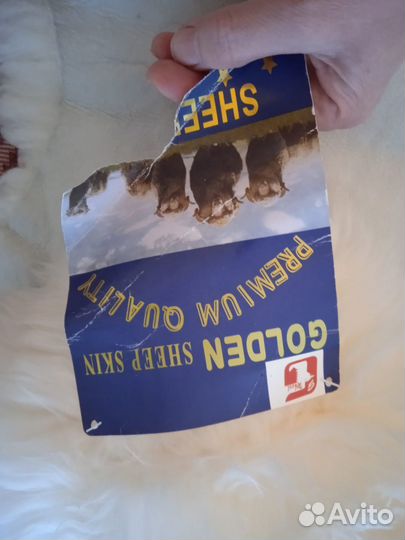 GOLDEN SHEEP SKIN
PREMIUM QUALITY
SHEE
Avito